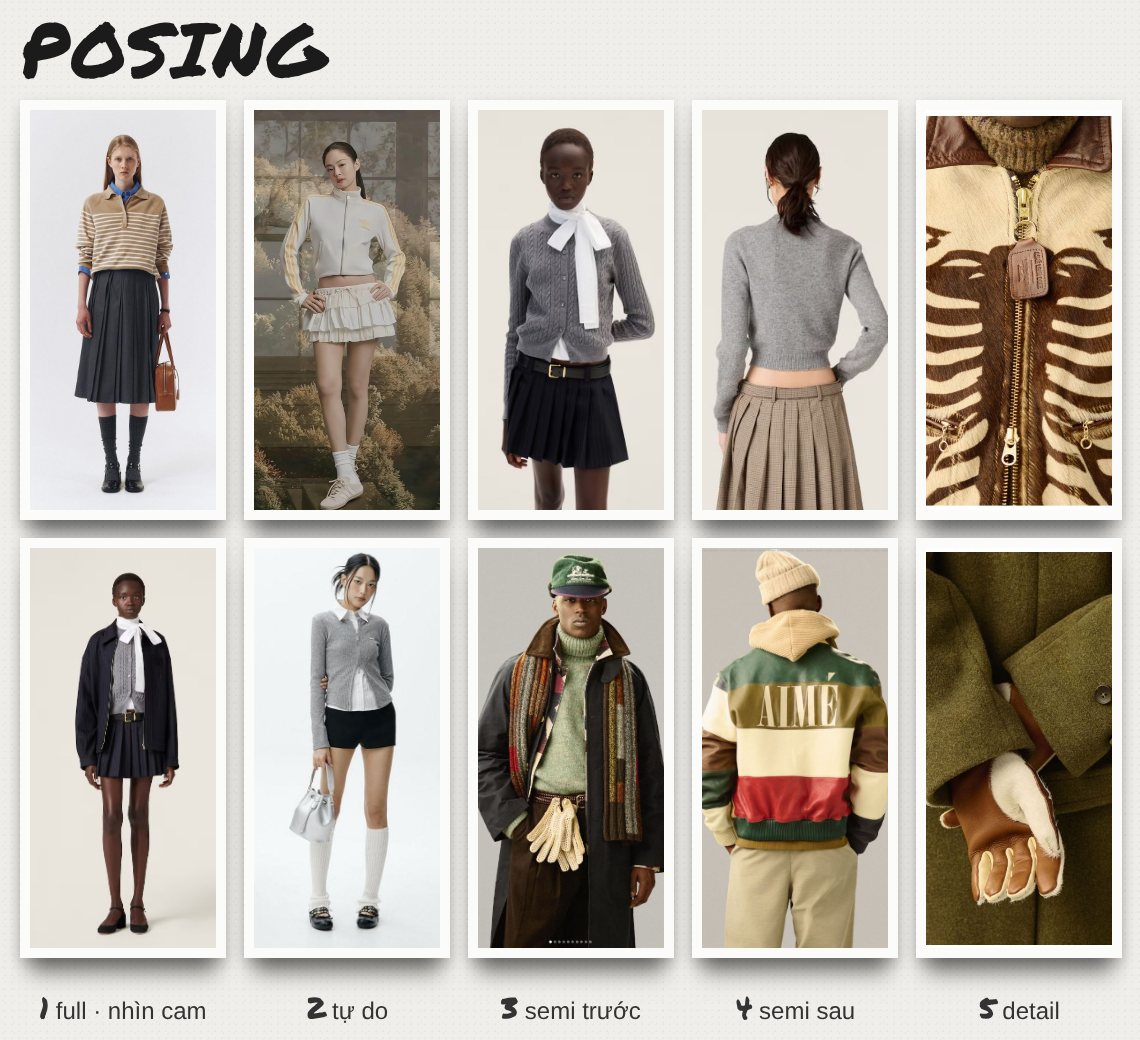 POSING
AIMÉ
1 full · nhìn cam
2 tự do
3 semi trước
4 semi sau
5 detail